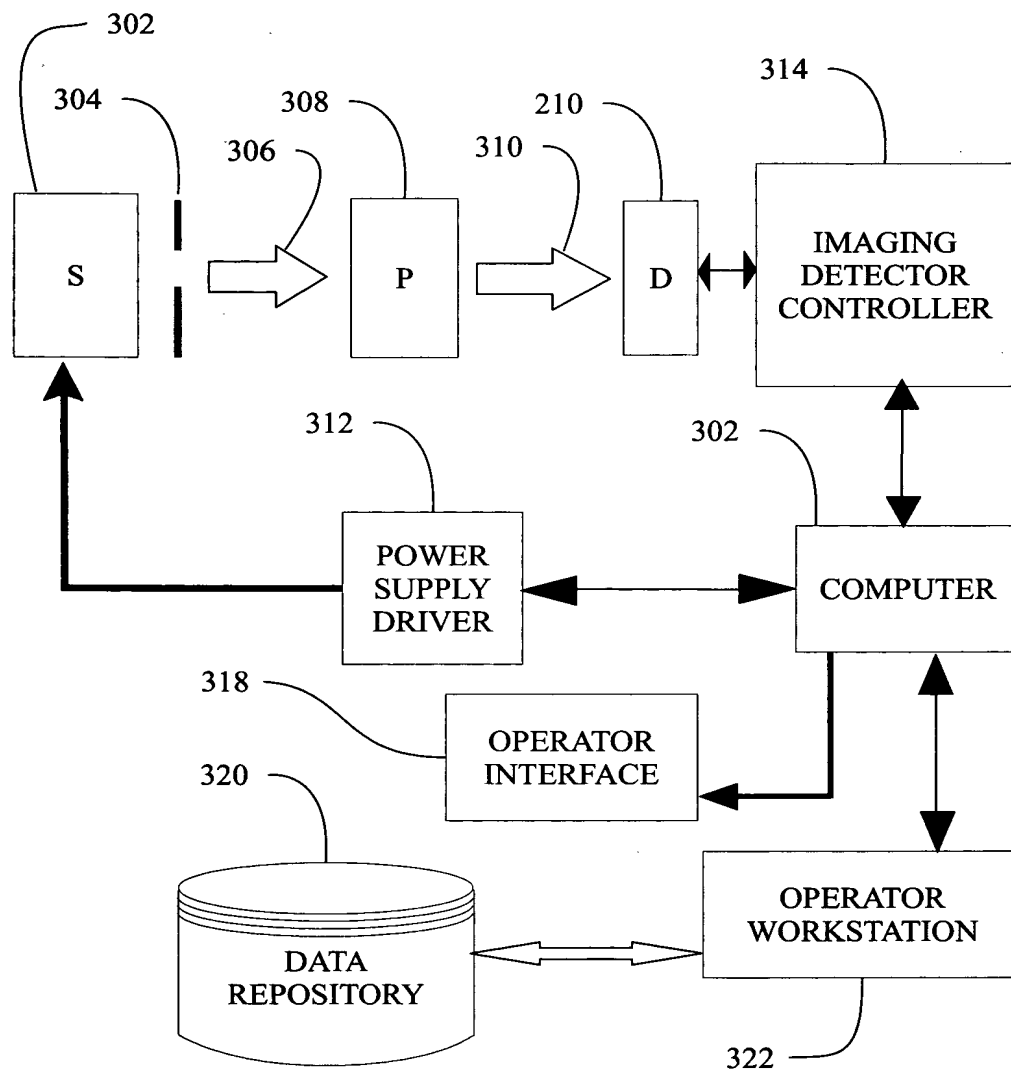 302
304
306
308
310
210
314
S
P
D
IMAGING
DETECTOR
CONTROLLER
312
302
POWER
SUPPLY
DRIVER
COMPUTER
318
OPERATOR
INTERFACE
320
DATA
REPOSITORY
OPERATOR
WORKSTATION
322